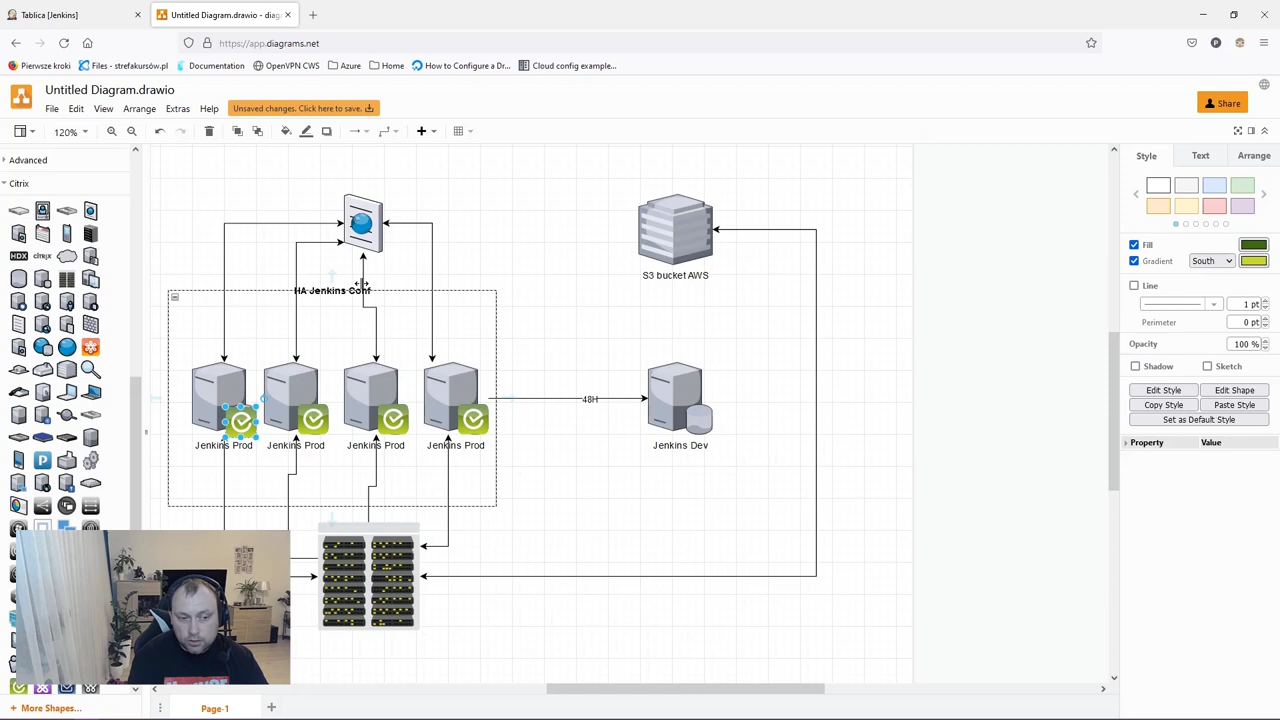 Tablica [Jenkins]
Untitled Diagram.drawio - diag
https://app.diagrams.net
Pierwsze kroki
Files - strefakursów.pl
Documentation
OpenVPN CWS
Azure
Home
How to Configure a Dr...
Cloud config example...
Untitled Diagram.drawio
File Edit View Arrange Extras Help
Unsaved changes. Click here to save.
Share
120%
Advanced
Citrix
HDX
CITRIX
HA Jenkins Conf
S3 bucket AWS
48H
Jenkins Prod
Jenkins Prod
Jenkins Prod
Jenkins Prod
Jenkins Dev
Style Text Arrange
Fill
Gradient South
Line
1 pt
Perimeter 0 pt
Opacity 100 %
Shadow Sketch
Edit Style Edit Shape
Copy Style Paste Style
Set as Default Style
Property Value
More Shapes...
Page-1